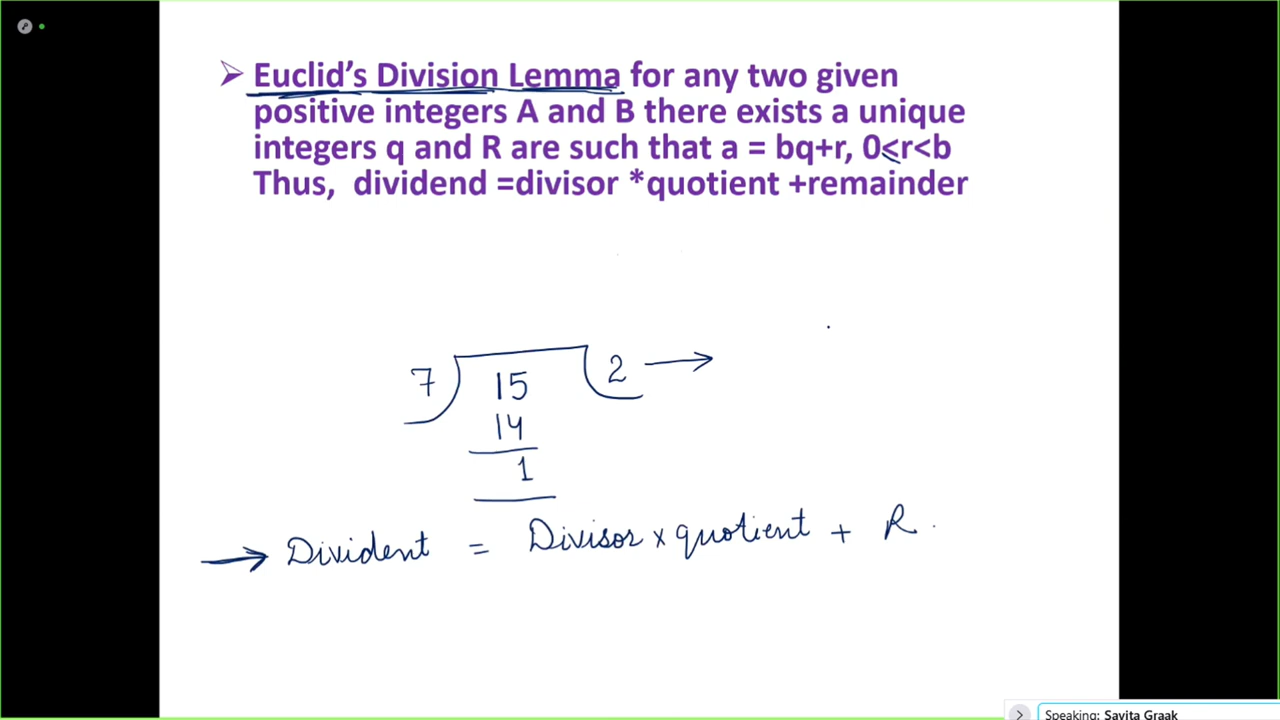 ➢ Euclid's Division Lemma for any two given
positive integers A and B there exists a unique
integers q and R are such that a = bq+r, 0≤r<b
Thus, dividend =divisor *quotient +remainder
7 15 2 →
14
1
→ Divident = Divisor × quotient + R
Speaking: Savita Graak